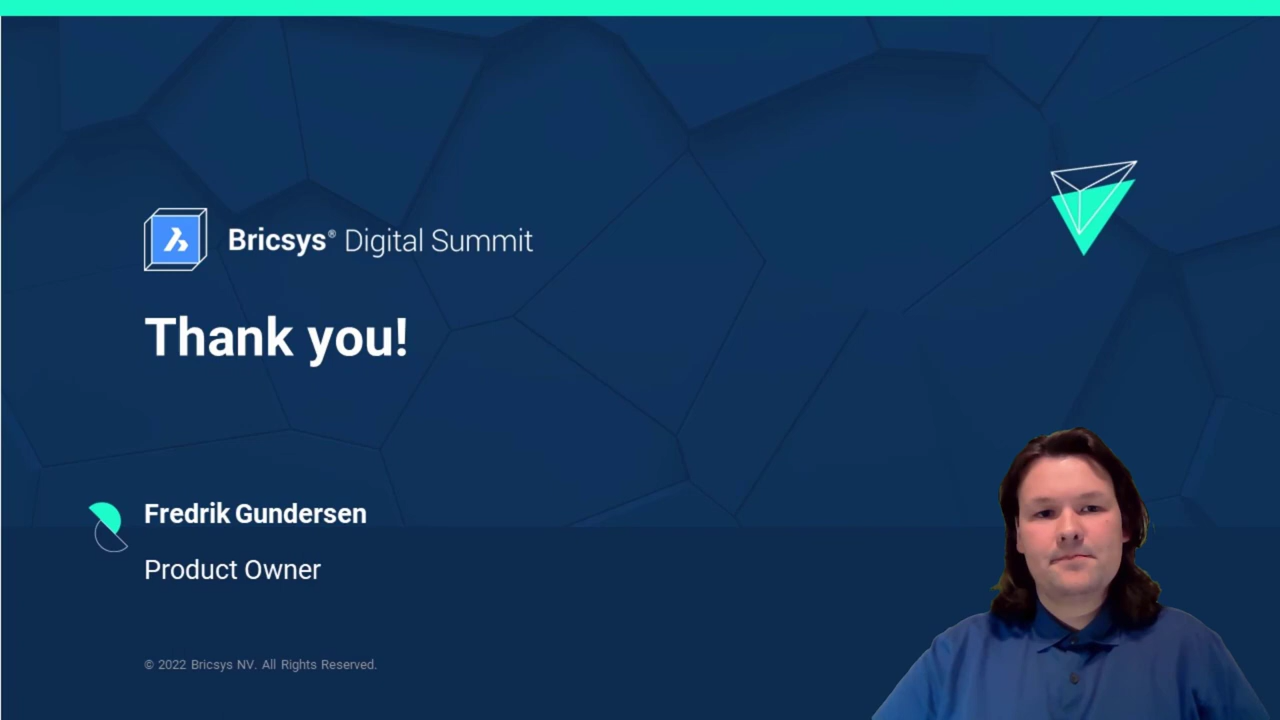 Bricsys® Digital Summit
Thank you!
Fredrik Gundersen
Product Owner
© 2022 Bricsys NV. All Rights Reserved.